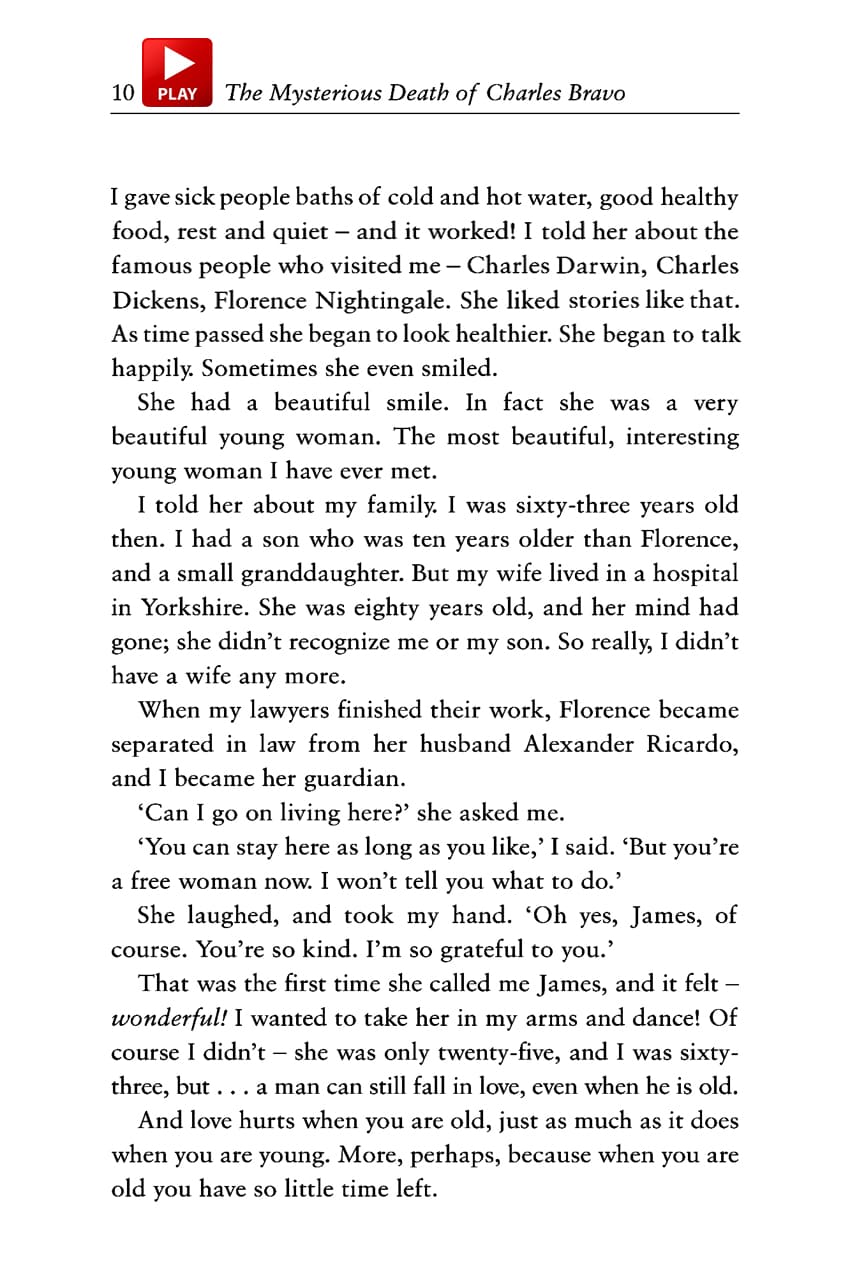 10 PLAY The Mysterious Death of Charles Bravo
I gave sick people baths of cold and hot water, good healthy
food, rest and quiet – and it worked! I told her about the
famous people who visited me – Charles Darwin, Charles
Dickens, Florence Nightingale. She liked stories like that.
As time passed she began to look healthier. She began to talk
happily. Sometimes she even smiled.
She had a beautiful smile. In fact she was a very
beautiful young woman. The most beautiful, interesting
young woman I have ever met.
I told her about my family. I was sixty-three years old
then. I had a son who was ten years older than Florence,
and a small granddaughter. But my wife lived in a hospital
in Yorkshire. She was eighty years old, and her mind had
gone; she didn’t recognize me or my son. So really, I didn’t
have a wife any more.
When my lawyers finished their work, Florence became
separated in law from her husband Alexander Ricardo,
and I became her guardian.
‘Can I go on living here?’ she asked me.
‘You can stay here as long as you like,’ I said. ‘But you’re
a free woman now. I won’t tell you what to do.’
She laughed, and took my hand. ‘Oh yes, James, of
course. You’re so kind. I’m so grateful to you.’
That was the first time she called me James, and it felt –
wonderful! I wanted to take her in my arms and dance! Of
course I didn’t – she was only twenty-five, and I was sixty-
three, but . . . a man can still fall in love, even when he is old.
And love hurts when you are old, just as much as it does
when you are young. More, perhaps, because when you are
old you have so little time left.